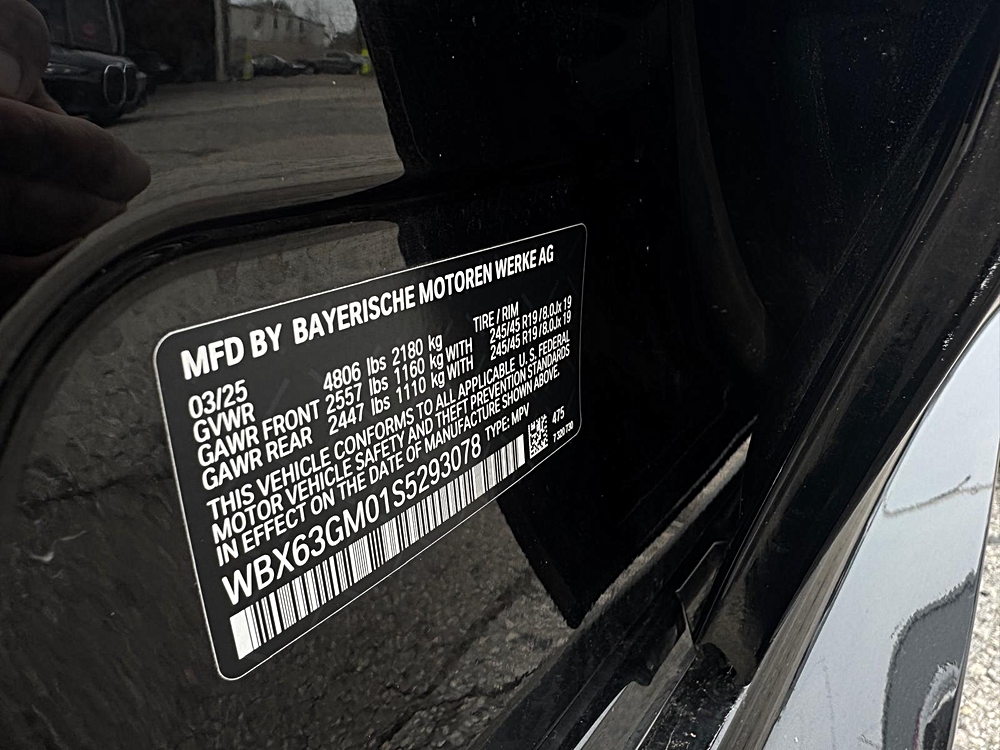 MFD BY BAYERISCHE MOTOREN WERKE AG
03/25
TIRE / RIM
GVWR 4806 lbs 2180 kg
GAWR FRONT 2557 lbs 1160 kg WITH 245/45 R19/8.0Jx19
GAWR REAR 2447 lbs 1110 kg WITH 245/45 R19/8.0Jx19
THIS VEHICLE CONFORMS TO ALL APPLICABLE U.S. FEDERAL
MOTOR VEHICLE SAFETY AND THEFT PREVENTION STANDARDS
IN EFFECT ON THE DATE OF MANUFACTURE SHOWN ABOVE.
WBX63GM01S5293078 TYPE: MPV
475
7 320 730